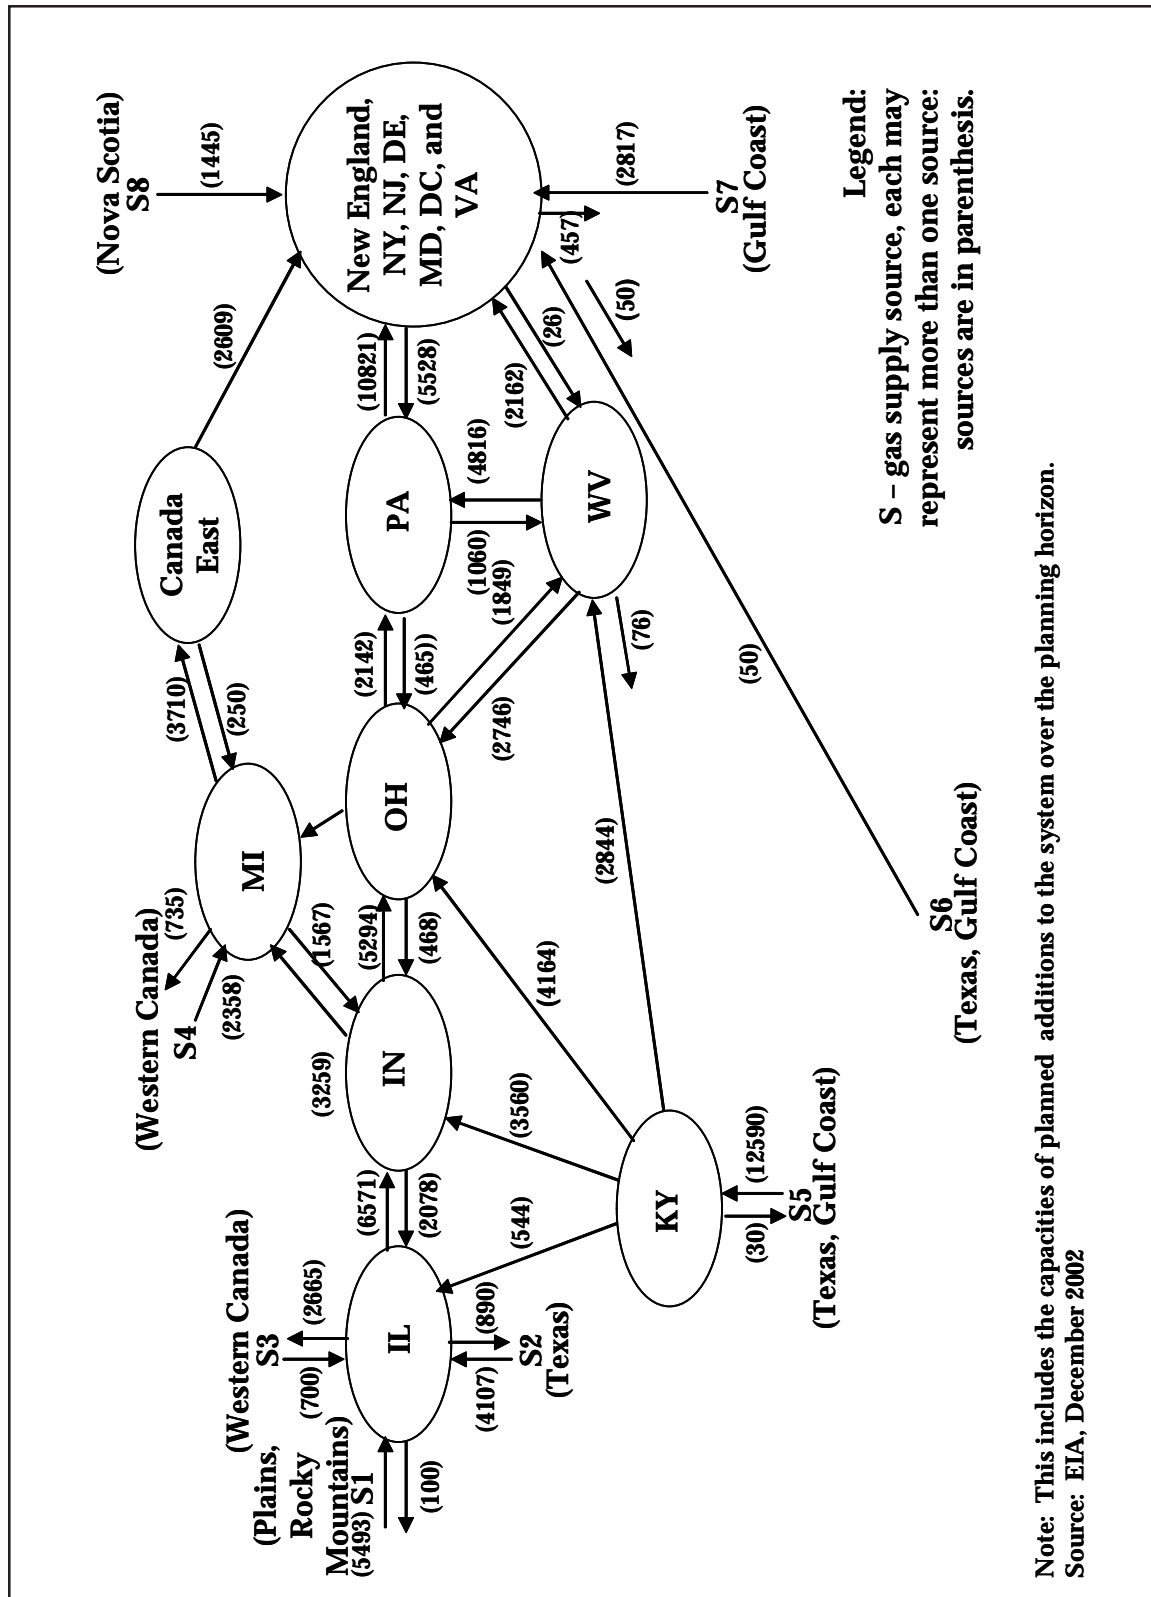 (Plains,
Rocky
Mountains)
(5493) S1
(100)
(Western Canada)
S3
(700)
(2665)
IL
(4107)
(890)
S2
(Texas)
(6571)
(2078)
(544)
KY
(30)
(12590)
S5
(Texas, Gulf Coast)
(3560)
(4164)
(2844)
IN
(3259)
(1567)
(Western Canada)
S4
(735)
(2358)
MI
(5294)
(468)
OH
(3710)
(250)
Canada
East
(2609)
(2142)
(465))
(2746)
(1849)
(1060)
(4816)
PA
WV
(76)
(10821)
(5528)
(2162)
(26)
(50)
(50)
S6
(Texas, Gulf Coast)
New England,
NY, NJ, DE,
MD, DC, and
VA
(Nova Scotia)
S8
(1445)
(457)
(2817)
S7
(Gulf Coast)
Legend:
S – gas supply source, each may
represent more than one source:
sources are in parenthesis.
Note: This includes the capacities of planned additions to the system over the planning horizon.
Source: EIA, December 2002